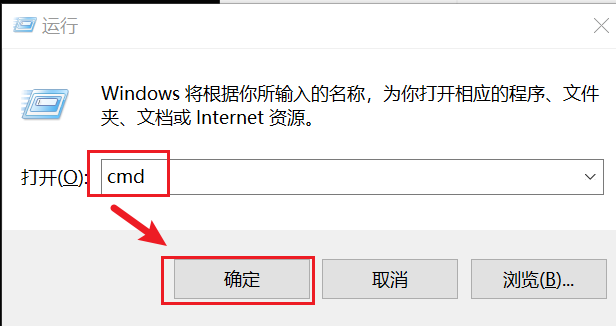 运行
Windows 将根据你所输入的名称，为你打开相应的程序、文件
夹、文档或 Internet 资源。
打开(O): cmd
确定 取消 浏览(B)...